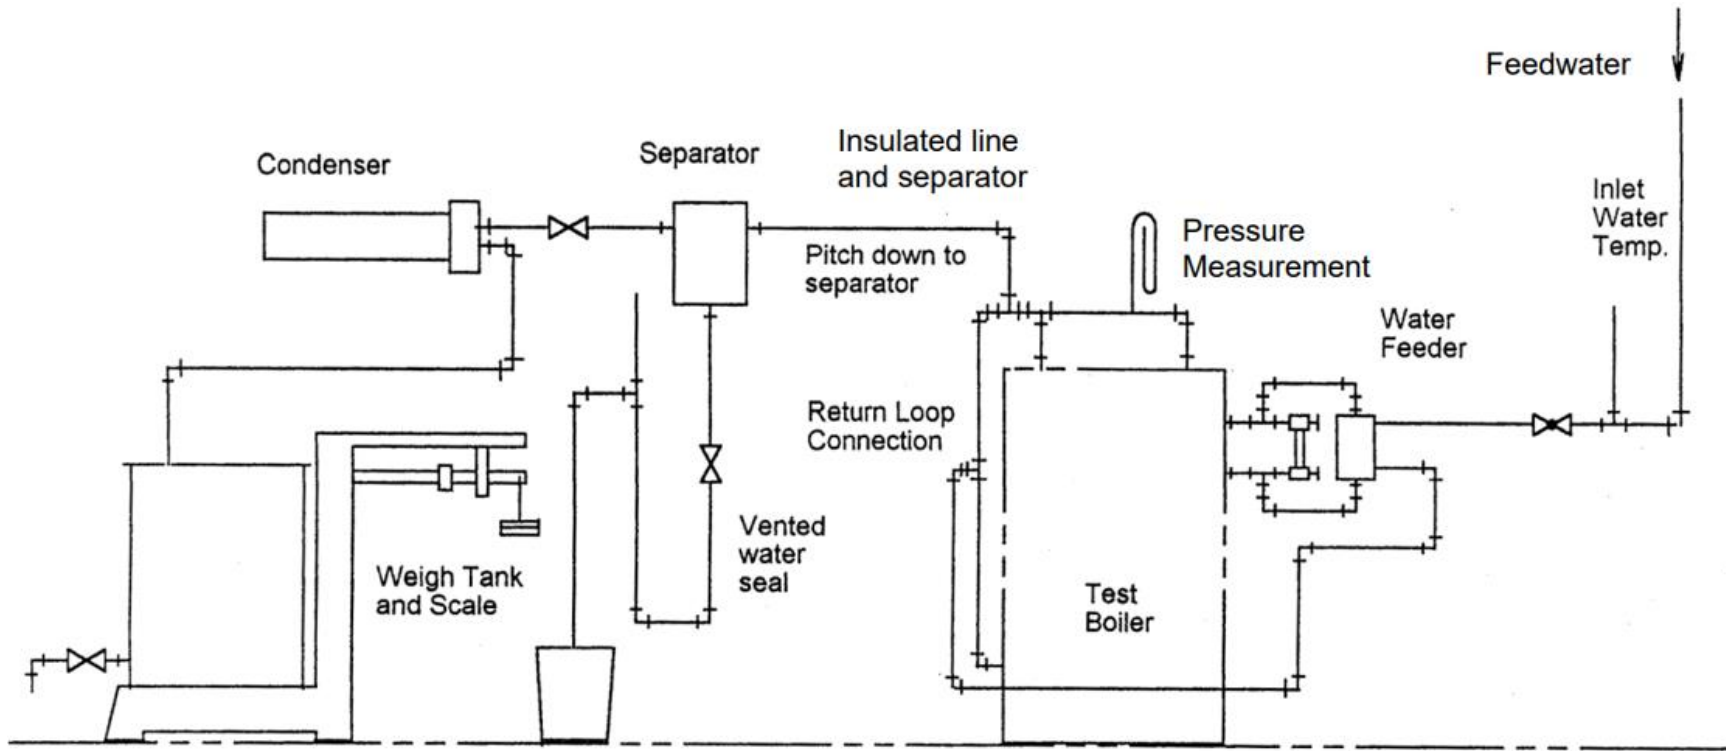 Feedwater
Insulated line
and separator
Separator
Condenser
Inlet
Water
Temp.
Pressure
Measurement
Pitch down to
separator
Water
Feeder
Return Loop
Connection
Vented
water
seal
Weigh Tank
and Scale
Test
Boiler